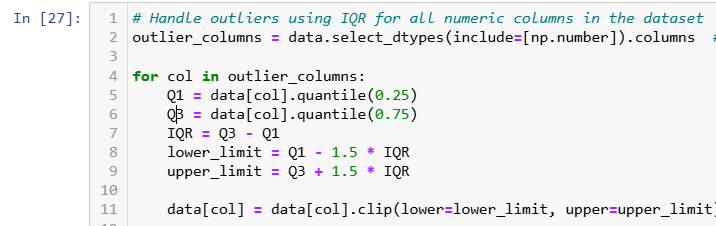 In [27]:
1 # Handle outliers using IQR for all numeric columns in the dataset
2 outlier_columns = data.select_dtypes(include=[np.number]).columns #
3
4 for col in outlier_columns:
5     Q1 = data[col].quantile(0.25)
6     Q3 = data[col].quantile(0.75)
7     IQR = Q3 - Q1
8     lower_limit = Q1 - 1.5 * IQR
9     upper_limit = Q3 + 1.5 * IQR
10
11     data[col] = data[col].clip(lower=lower_limit, upper=upper_limit